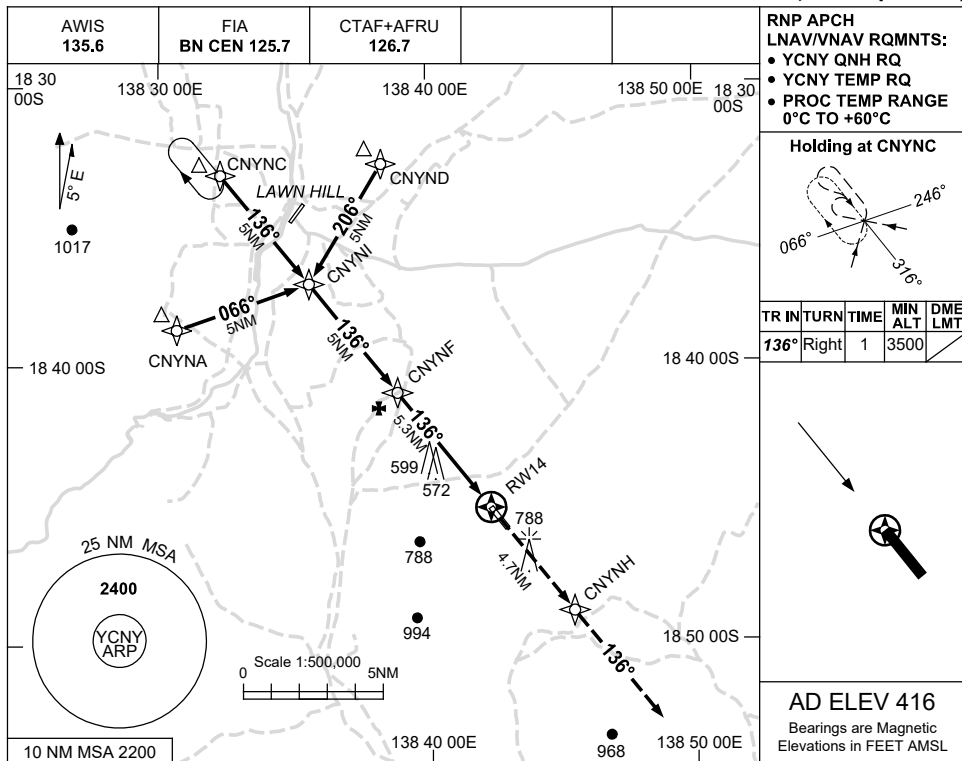 AWIS
135.6
FIA
BN CEN 125.7
CTAF+AFRU
126.7
RNP APCH
LNAV/VNAV RQMNTS:
• YCNY QNH RQ
• YCNY TEMP RQ
• PROC TEMP RANGE
0°C TO +60°C
18 30
00S
138 30 00E
138 40 00E
138 50 00E
18 30
00S
5° E
1017
CNYNC
LAWN HILL
CNYND
136°
5NM
206°
5NM
CNYNI
066°
5NM
CNYNA
136°
5NM
CNYNF
18 40 00S
18 40 00S
136°
5.3NM
599
572
RW14
788
788
4.7NM
CNYNH
994
18 50 00S
136°
968
25 NM MSA
2400
YCNY
ARP
Scale 1:500,000
0
5NM
10 NM MSA 2200
138 40 00E
138 50 00E
Holding at CNYNC
246°
066°
316°
TR IN
TURN
TIME
MIN
ALT
DME
LMT
136°
Right
1
3500
AD ELEV 416
Bearings are Magnetic
Elevations in FEET AMSL